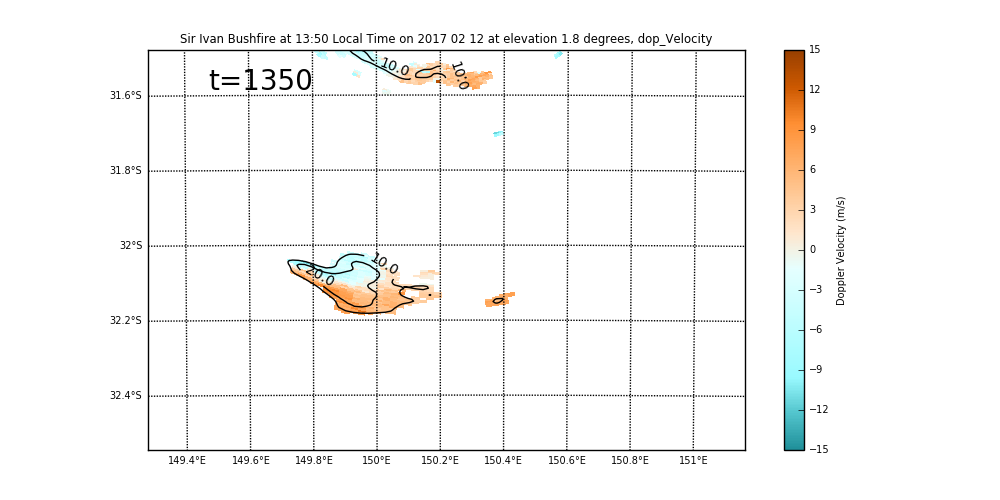 Sir Ivan Bushfire at 13:50 Local Time on 2017 02 12 at elevation 1.8 degrees, dop_Velocity
t=1350
10.0
10.0
10.0
20.0
31.6°S
31.8°S
32°S
32.2°S
32.4°S
149.4°E
149.6°E
149.8°E
150°E
150.2°E
150.4°E
150.6°E
150.8°E
151°E
15
12
9
6
3
0
−3
−6
−9
−12
−15
Doppler Velocity (m/s)